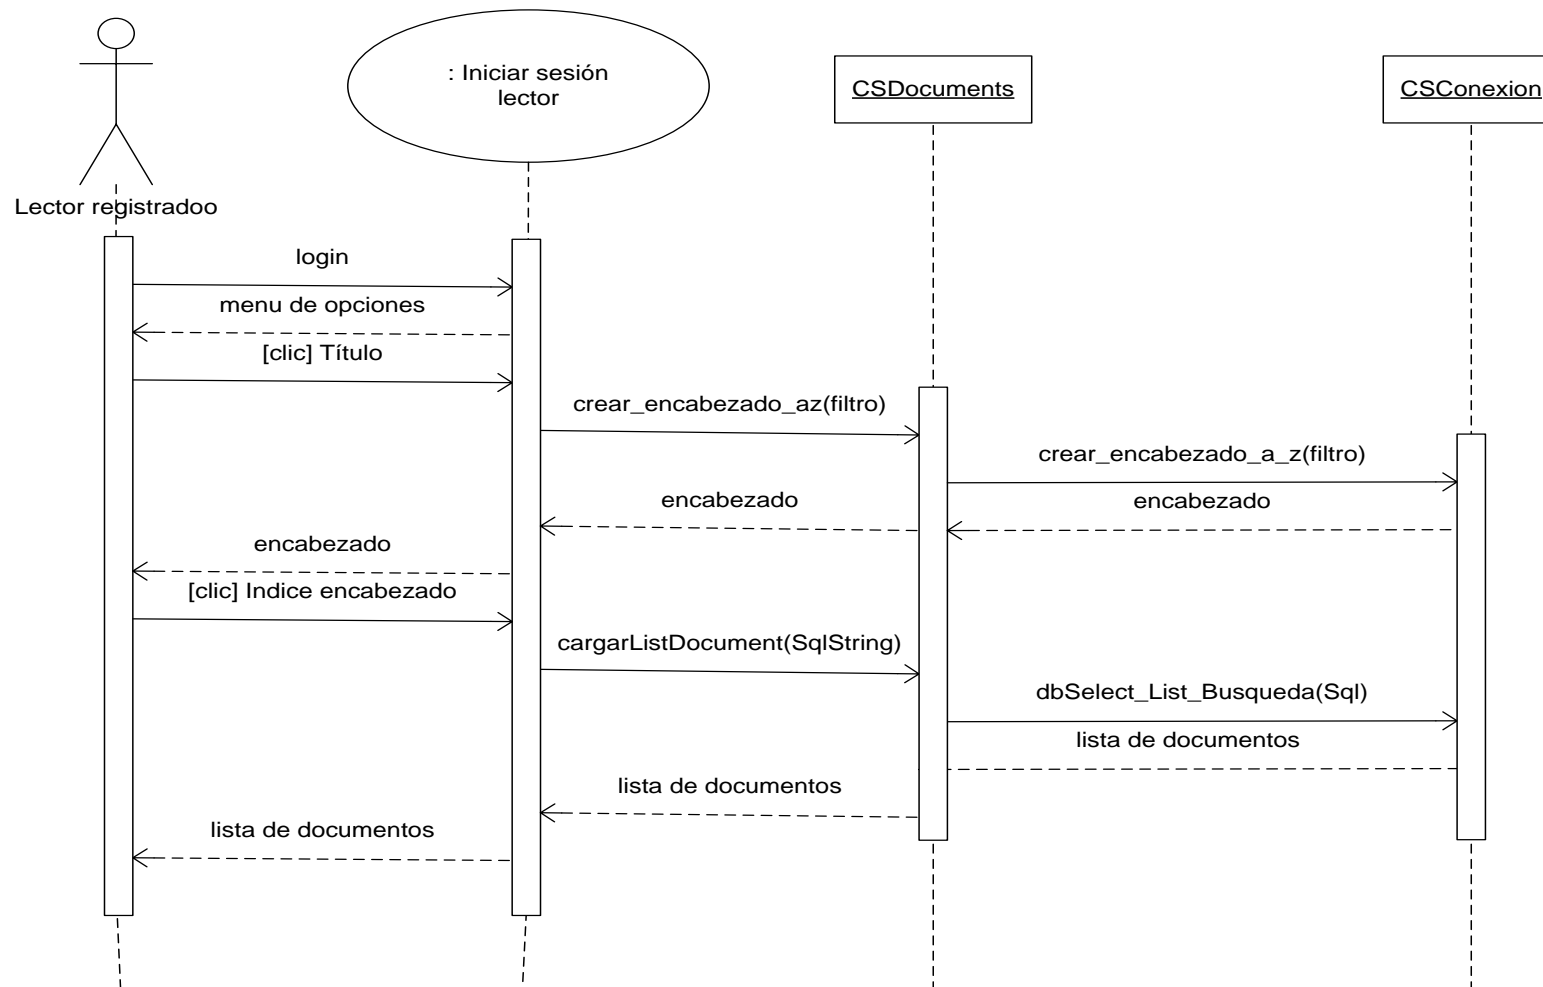 : Iniciar sesión
lector
CSDocuments
CSConexion
Lector registradoo
login
menu de opciones
[clic] Título
crear_encabezado_az(filtro)
crear_encabezado_a_z(filtro)
encabezado
encabezado
encabezado
[clic] Indice encabezado
cargarListDocument(SqlString)
dbSelect_List_Busqueda(Sql)
lista de documentos
lista de documentos
lista de documentos